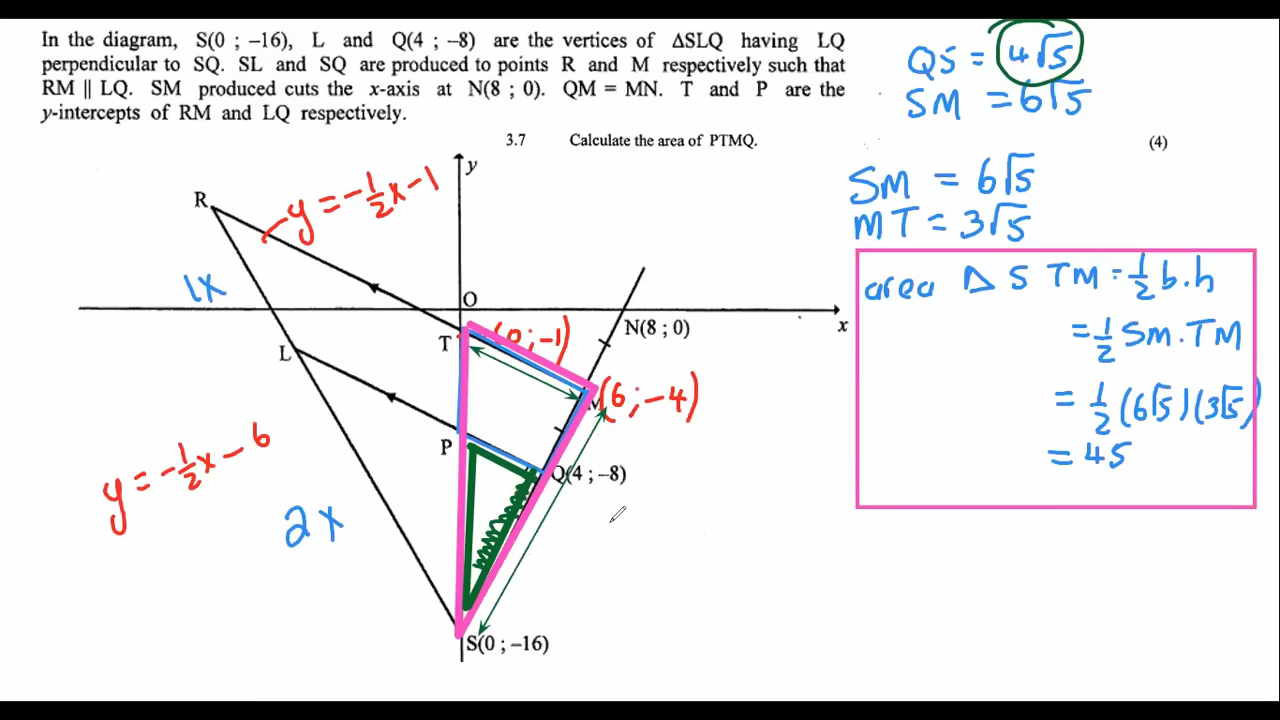 In the diagram, S(0 ; –16), L and Q(4 ; –8) are the vertices of ΔSLQ having LQ
perpendicular to SQ. SL and SQ are produced to points R and M respectively such that
RM || LQ. SM produced cuts the x-axis at N(8 ; 0). QM = MN. T and P are the
y-intercepts of RM and LQ respectively.
3.7 Calculate the area of PTMQ. (4)
QS = 4√5
SM = 6√5
SM = 6√5
MT = 3√5
area Δ STM = 1/2 b.h
= 1/2 SM.TM
= 1/2 (6√5)(3√5)
= 45
y
R
y = -1/2x - 1
1x
O
x
N(8 ; 0)
T
(0 ; -1)
L
M
(6 ; -4)
P
Q(4 ; –8)
y = -1/2x - 6
2x
S(0 ; –16)